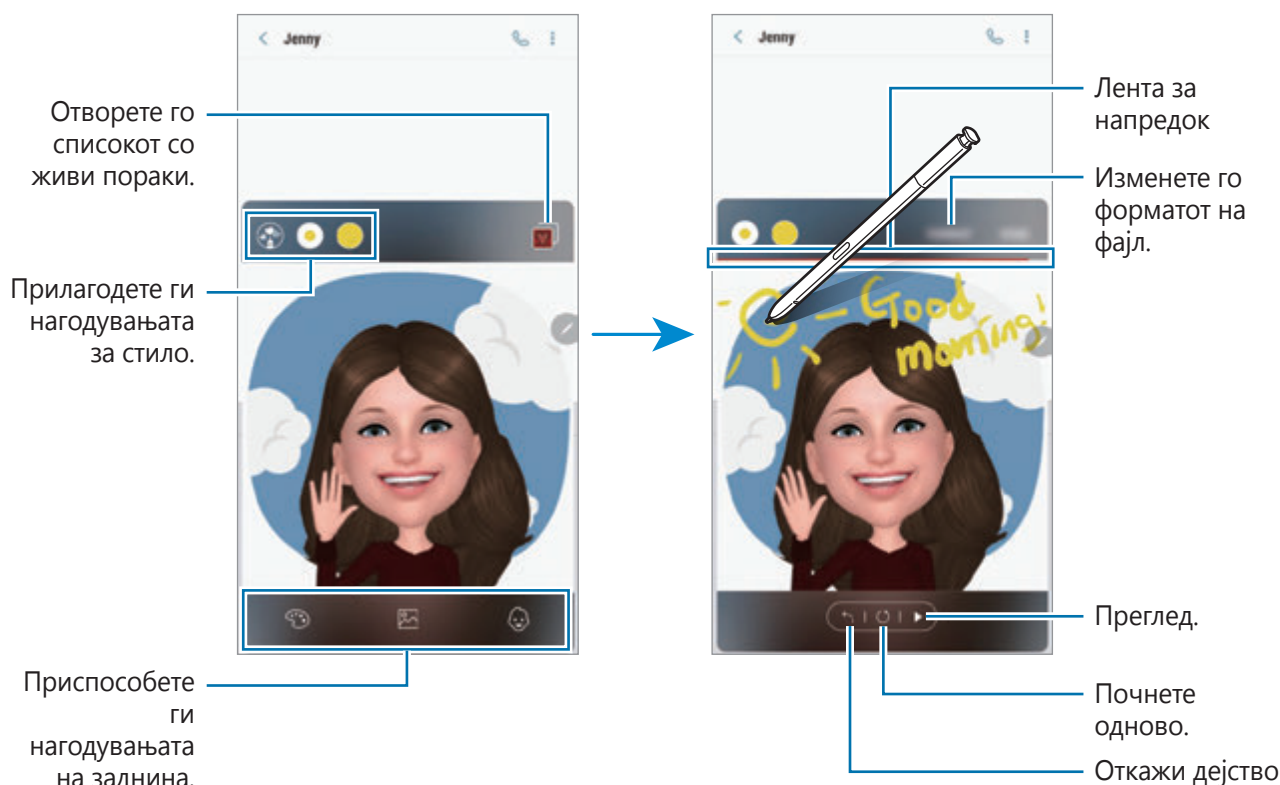 Jenny
Отворете го
списокот со
живи пораки.
Прилагодете ги
нагодувањата
за стило.
Приспособете
ги
нагодувањата
на заднина.
Jenny
Лента за
напредок
Изменете го
форматот на
фајл.
Good
morning!
Преглед.
Почнете
одново.
Откажи дејство